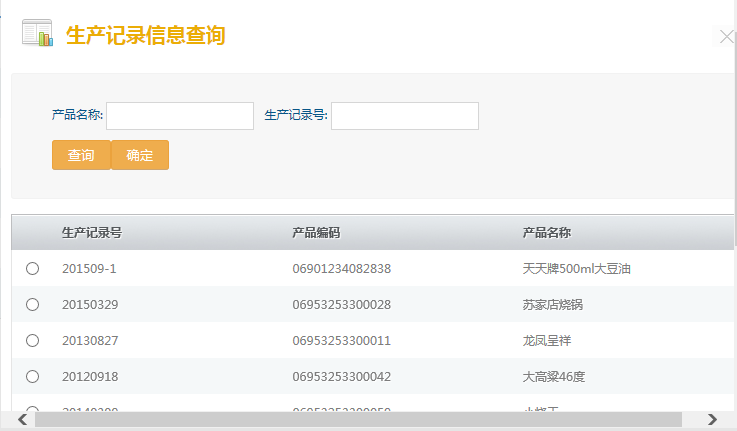 生产记录信息查询
产品名称: 生产记录号:
查询 确定
生产记录号 产品编码 产品名称
201509-1 06901234082838 天天牌500ml大豆油
20150329 06953253300028 苏家店烧锅
20130827 06953253300011 龙凤呈祥
20120918 06953253300042 大高粱46度